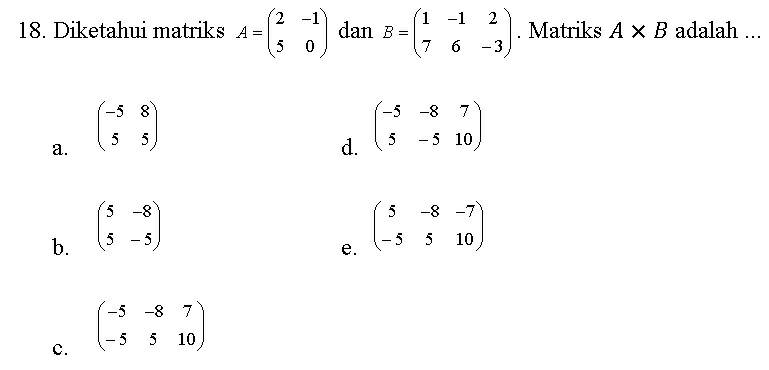 18. Diketahui matriks A = (2 −1
5 0) dan B = (1 −1 2
7 6 −3). Matriks A × B adalah ...
a. (−5 8
5 5)
d. (−5 −8 7
5 −5 10)
b. (5 −8
5 −5)
e. (5 −8 −7
−5 5 10)
c. (−5 −8 7
−5 5 10)